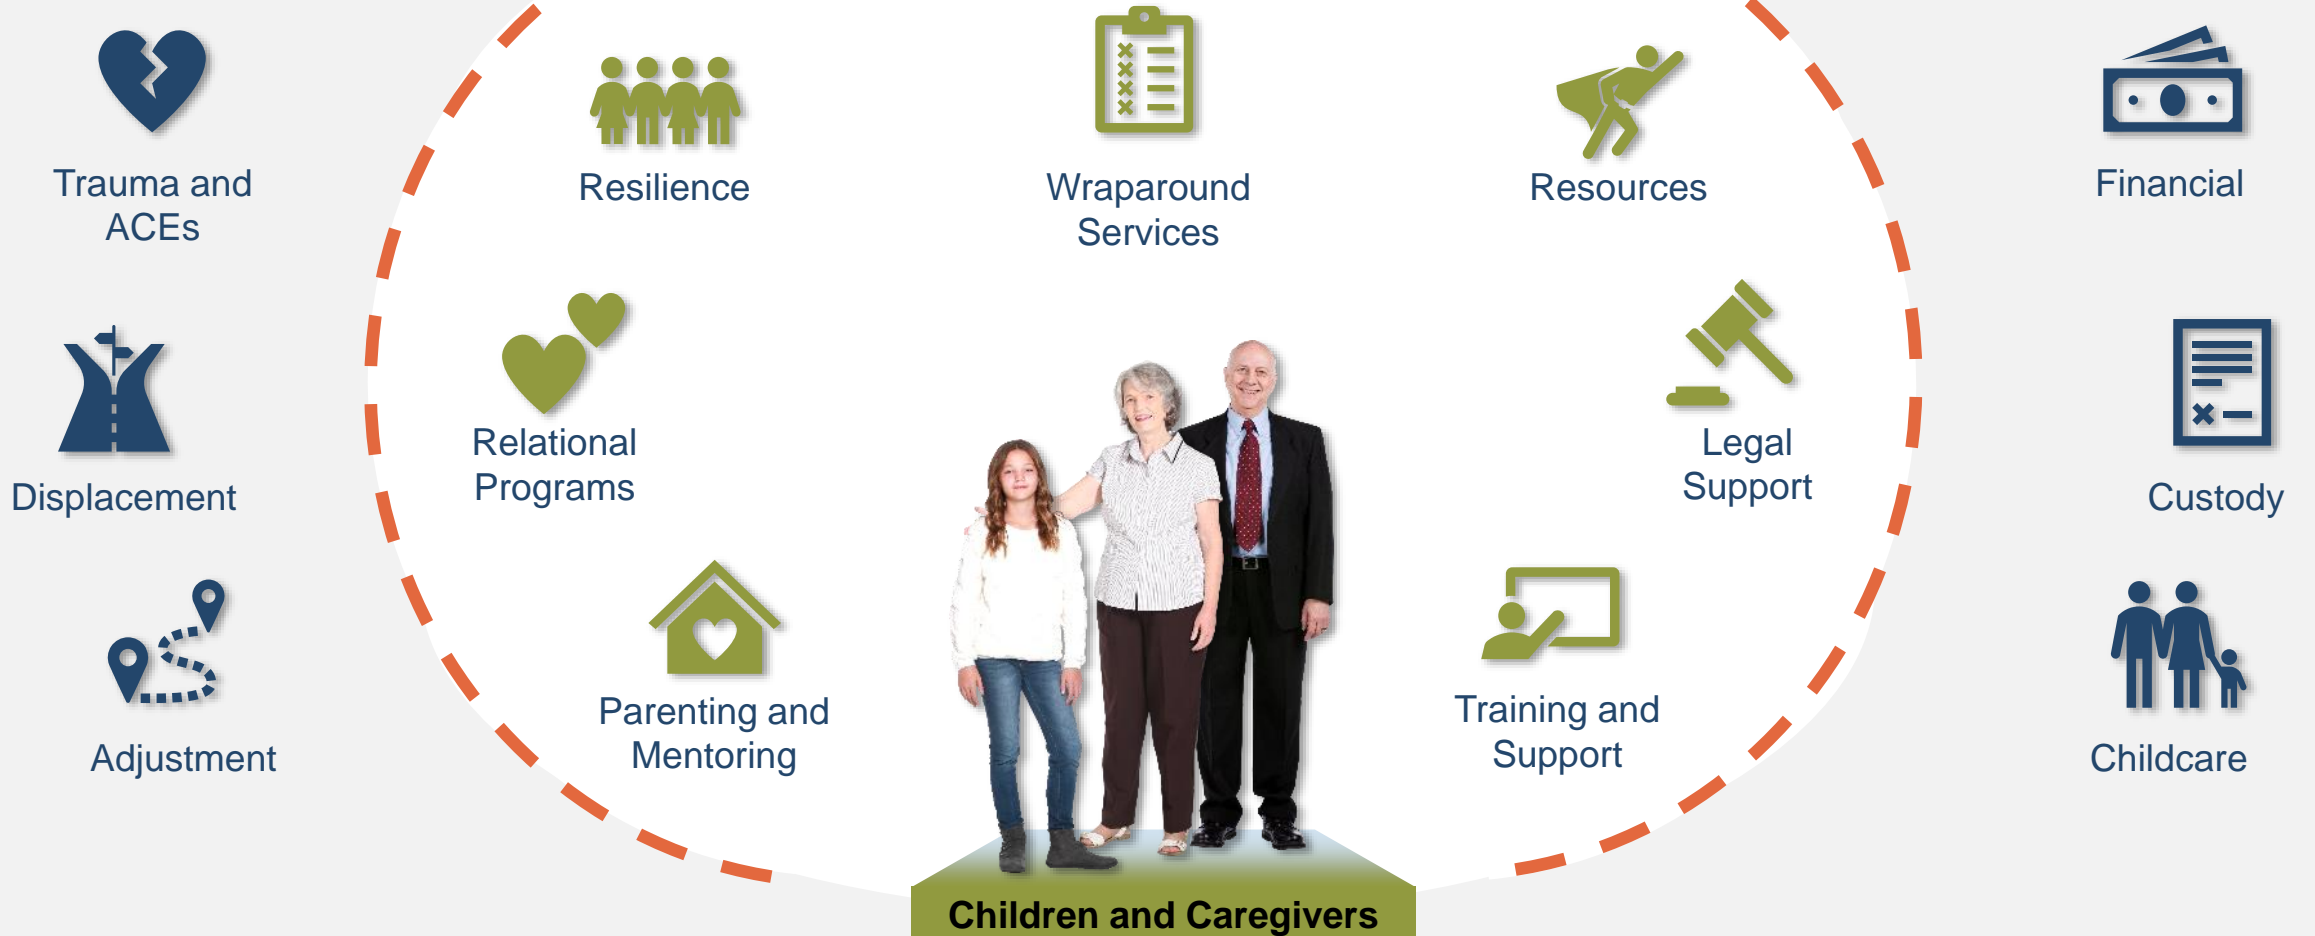 Trauma and
ACEs
Resilience
Wraparound
Services
Resources
Financial
Displacement
Relational
Programs
Legal
Support
Custody
Adjustment
Parenting and
Mentoring
Training and
Support
Childcare
Children and Caregivers